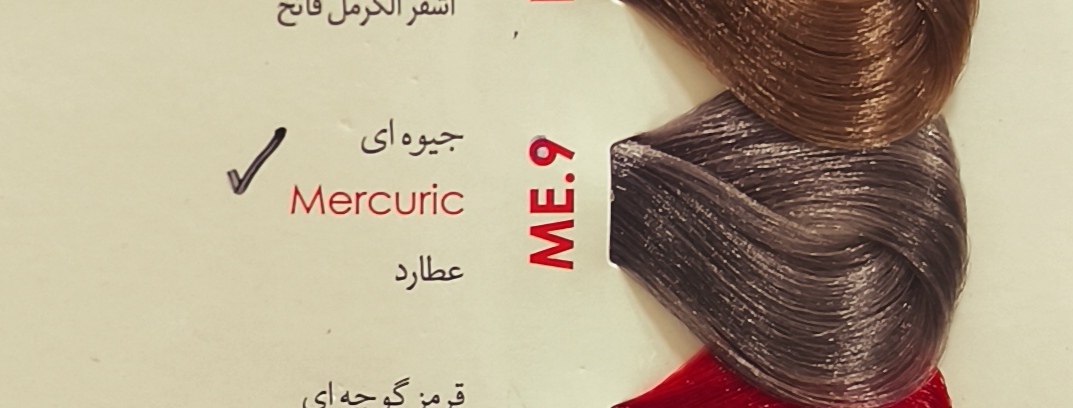 اشقر الكرمل فاتح
جیوه ای
Mercuric
عطارد
ME.9
قرمز گوجه ای